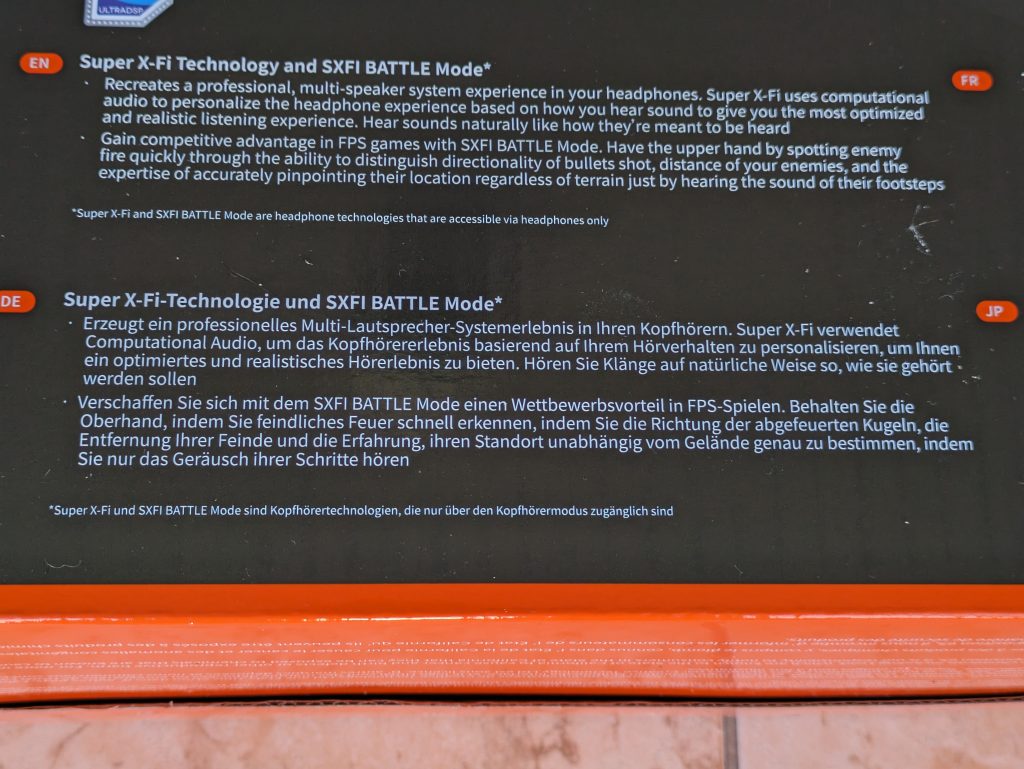 ULTRADSP
EN
Super X-Fi Technology and SXFI BATTLE Mode*
· Recreates a professional, multi-speaker system experience in your headphones. Super X-Fi uses computational
audio to personalize the headphone experience based on how you hear sound to give you the most optimized
and realistic listening experience. Hear sounds naturally like how they're meant to be heard
· Gain competitive advantage in FPS games with SXFI BATTLE Mode. Have the upper hand by spotting enemy
fire quickly through the ability to distinguish directionality of bullets shot, distance of your enemies, and the
expertise of accurately pinpointing their location regardless of terrain just by hearing the sound of their footsteps
*Super X-Fi and SXFI BATTLE Mode are headphone technologies that are accessible via headphones only
FR
DE
Super X-Fi-Technologie und SXFI BATTLE Mode*
· Erzeugt ein professionelles Multi-Lautsprecher-Systemerlebnis in Ihren Kopfhörern. Super X-Fi verwendet
Computational Audio, um das Kopfhörererlebnis basierend auf Ihrem Hörverhalten zu personalisieren, um Ihnen
ein optimiertes und realistisches Hörerlebnis zu bieten. Hören Sie Klänge auf natürliche Weise so, wie sie gehört
werden sollen
· Verschaffen Sie sich mit dem SXFI BATTLE Mode einen Wettbewerbsvorteil in FPS-Spielen. Behalten Sie die
Oberhand, indem Sie feindliches Feuer schnell erkennen, indem Sie die Richtung der abgefeuerten Kugeln, die
Entfernung Ihrer Feinde und die Erfahrung, ihren Standort unabhängig vom Gelände genau zu bestimmen, indem
Sie nur das Geräusch ihrer Schritte hören
*Super X-Fi und SXFI BATTLE Mode sind Kopfhörertechnologien, die nur über den Kopfhörermodus zugänglich sind
JP